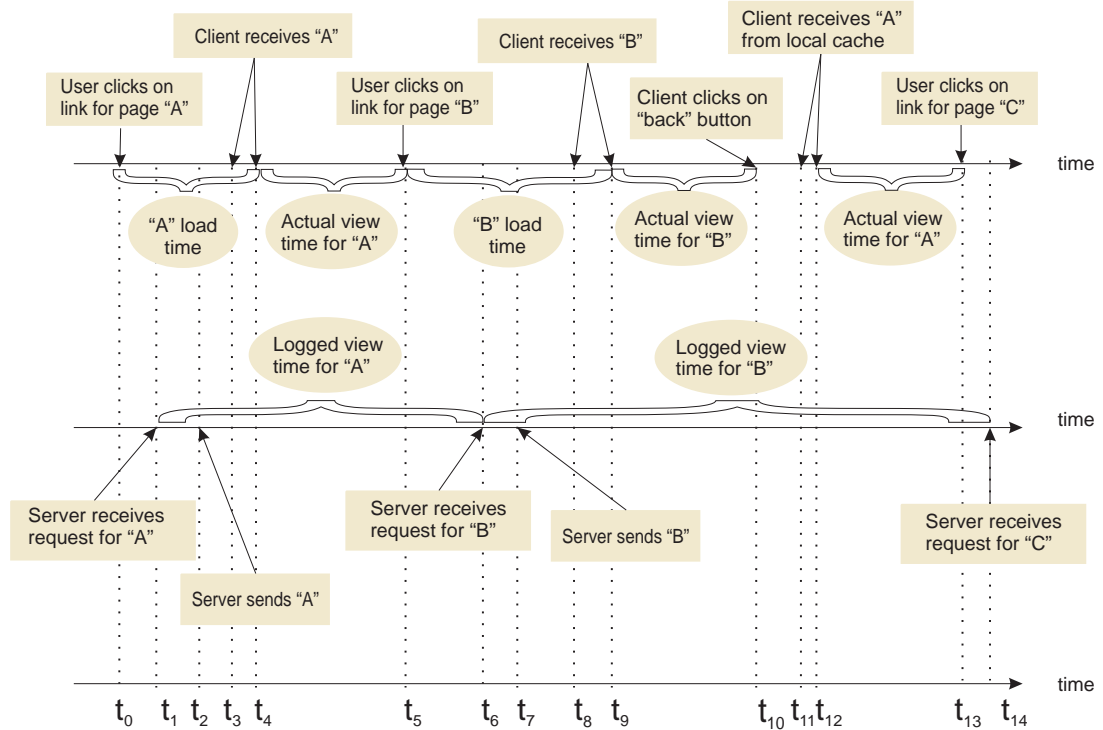 Client receives “A”
Client receives “B”
Client receives “A”
from local cache
User clicks on
link for page “A”
User clicks on
link for page “B”
Client clicks on
“back” button
User clicks on
link for page “C”
time
“A” load
time
Actual view
time for “A”
“B” load
time
Actual view
time for “B”
Actual view
time for “A”
Logged view
time for “A”
Logged view
time for “B”
time
Server receives
request for “A”
Server sends “A”
Server receives
request for “B”
Server sends “B”
Server receives
request for “C”
time
t0 t1 t2 t3 t4 t5 t6 t7 t8 t9 t10 t11 t12 t13 t14